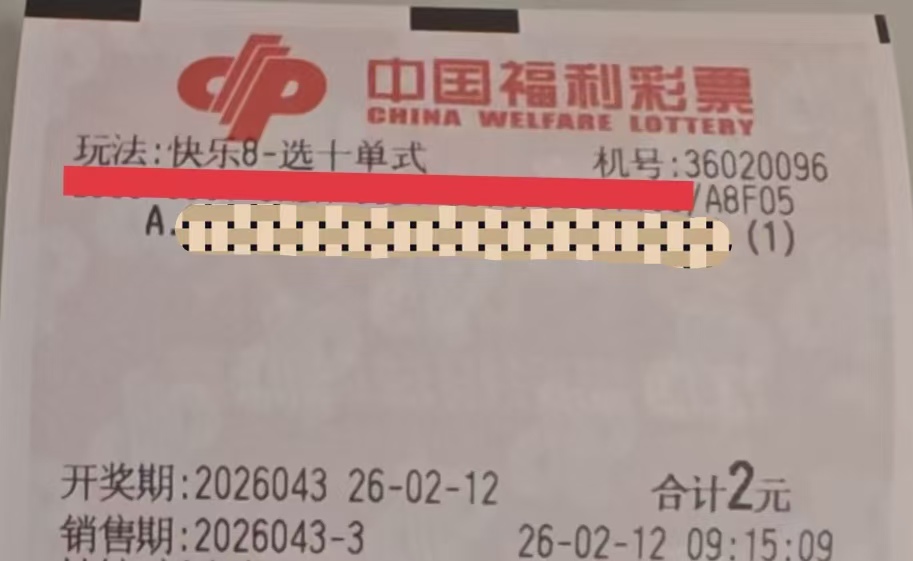 中国福利彩票
CHINA WELFARE LOTTERY
玩法:快乐8-选十单式 机号:36020096
/A8F05
A. (1)
开奖期:2026043 26-02-12 合计2元
销售期:2026043-3 26-02-12 09:15:09